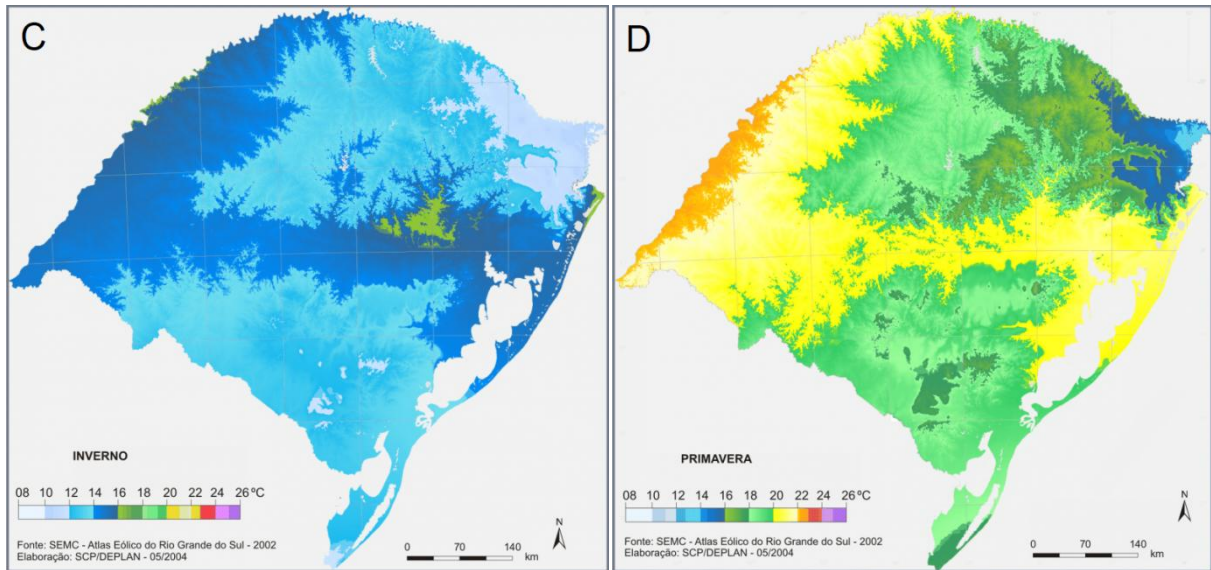 C
INVERNO
08 10 12 14 16 18 20 22 24 26 ºC
Fonte: SEMC - Atlas Eólico do Rio Grande do Sul - 2002
Elaboração: SCP/DEPLAN - 05/2004
0 70 140
km
N
D
PRIMAVERA
08 10 12 14 16 18 20 22 24 26 ºC
Fonte: SEMC - Atlas Eólico do Rio Grande do Sul - 2002
Elaboração: SCP/DEPLAN - 05/2004
0 70 140
km
N